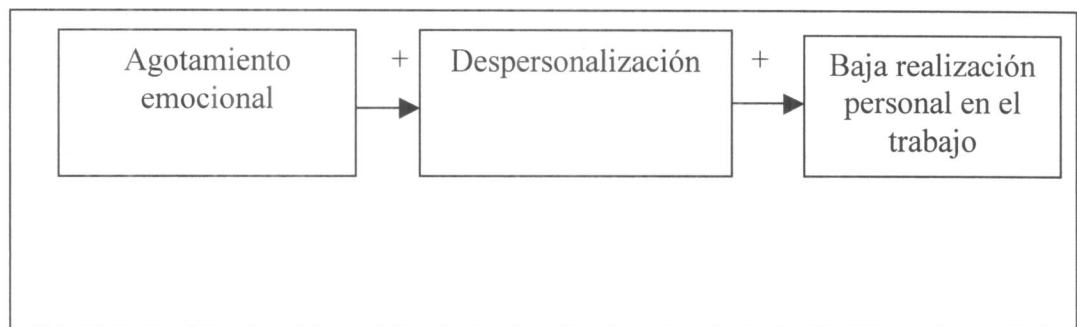 Agotamiento
emocional
+
Despersonalización
+
Baja realización
personal en el
trabajo